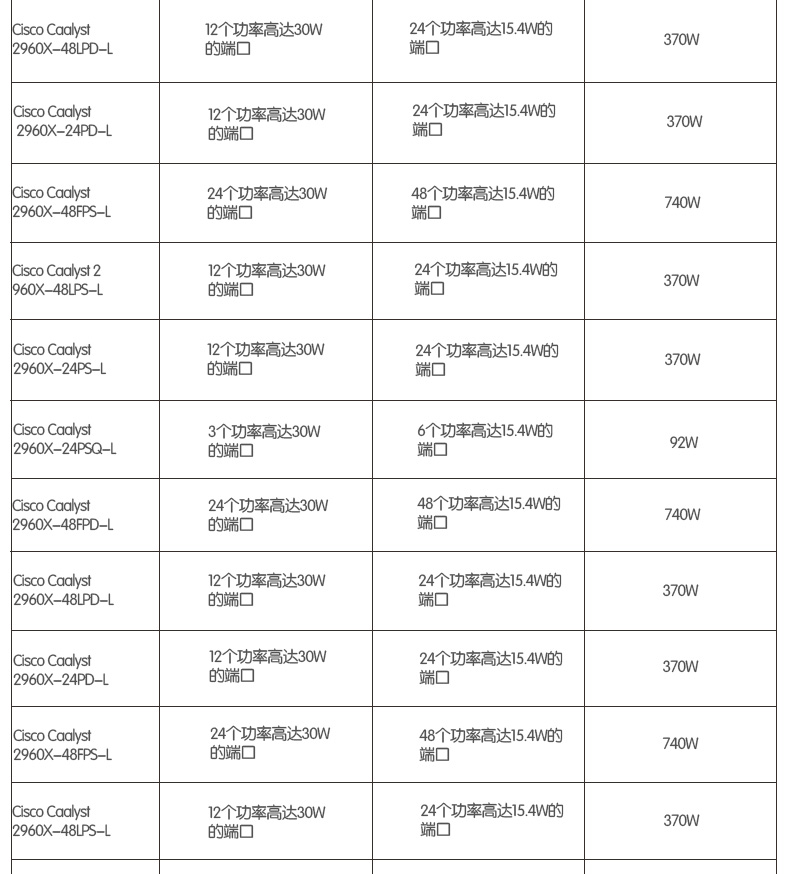 Cisco Caalyst
2960X-48LPD-L
12个功率高达30W
的端口
24个功率高达15.4W的
端口
370W
Cisco Caalyst
2960X-24PD-L
12个功率高达30W
的端口
24个功率高达15.4W的
端口
370W
Cisco Caalyst
2960X-48FPS-L
24个功率高达30W
的端口
48个功率高达15.4W的
端口
740W
Cisco Caalyst 2
960X-48LPS-L
12个功率高达30W
的端口
24个功率高达15.4W的
端口
370W
Cisco Caalyst
2960X-24PS-L
12个功率高达30W
的端口
24个功率高达15.4W的
端口
370W
Cisco Caalyst
2960X-24PSQ-L
3个功率高达30W
的端口
6个功率高达15.4W的
端口
92W
Cisco Caalyst
2960X-48FPD-L
24个功率高达30W
的端口
48个功率高达15.4W的
端口
740W
Cisco Caalyst
2960X-48LPD-L
12个功率高达30W
的端口
24个功率高达15.4W的
端口
370W
Cisco Caalyst
2960X-24PD-L
12个功率高达30W
的端口
24个功率高达15.4W的
端口
370W
Cisco Caalyst
2960X-48FPS-L
24个功率高达30W
的端口
48个功率高达15.4W的
端口
740W
Cisco Caalyst
2960X-48LPS-L
12个功率高达30W
的端口
24个功率高达15.4W的
端口
370W